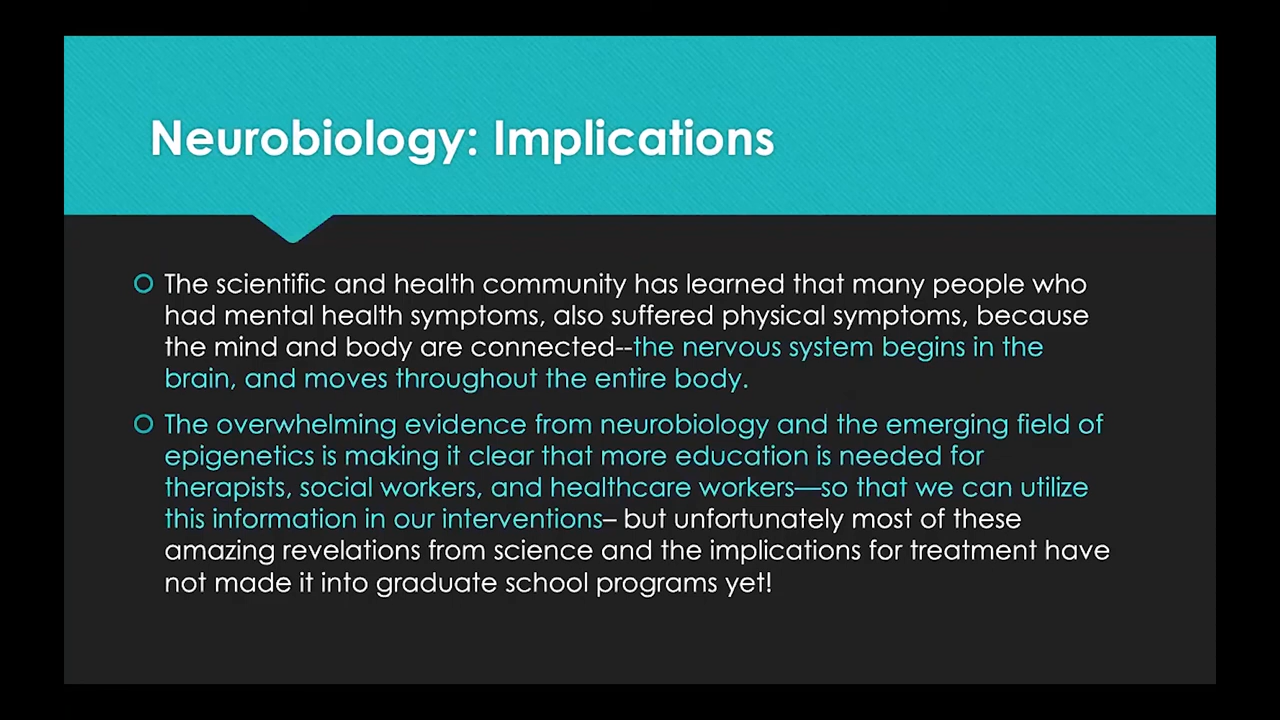 Neurobiology: Implications
The scientific and health community has learned that many people who
had mental health symptoms, also suffered physical symptoms, because
the mind and body are connected--the nervous system begins in the
brain, and moves throughout the entire body.
The overwhelming evidence from neurobiology and the emerging field of
epigenetics is making it clear that more education is needed for
therapists, social workers, and healthcare workers—so that we can utilize
this information in our interventions– but unfortunately most of these
amazing revelations from science and the implications for treatment have
not made it into graduate school programs yet!